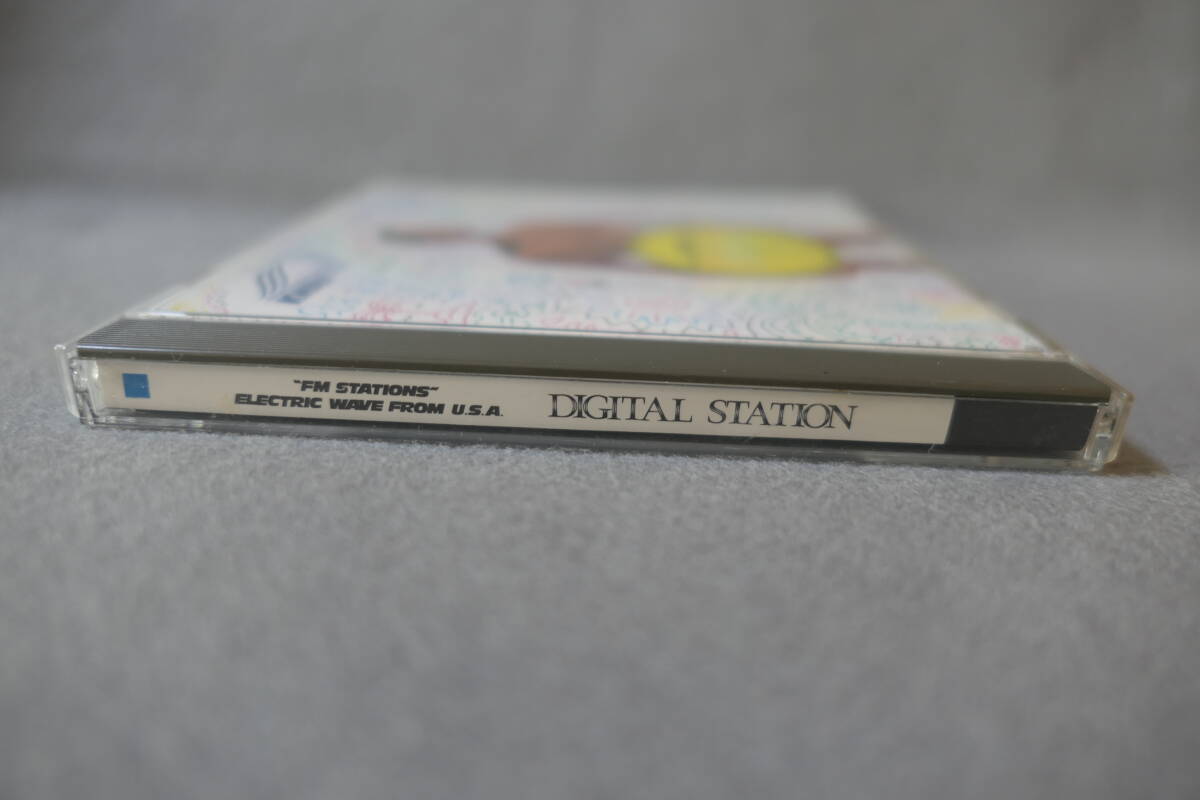 "FM STATIONS"
ELECTRIC WAVE FROM U.S.A.
DIGITAL STATION